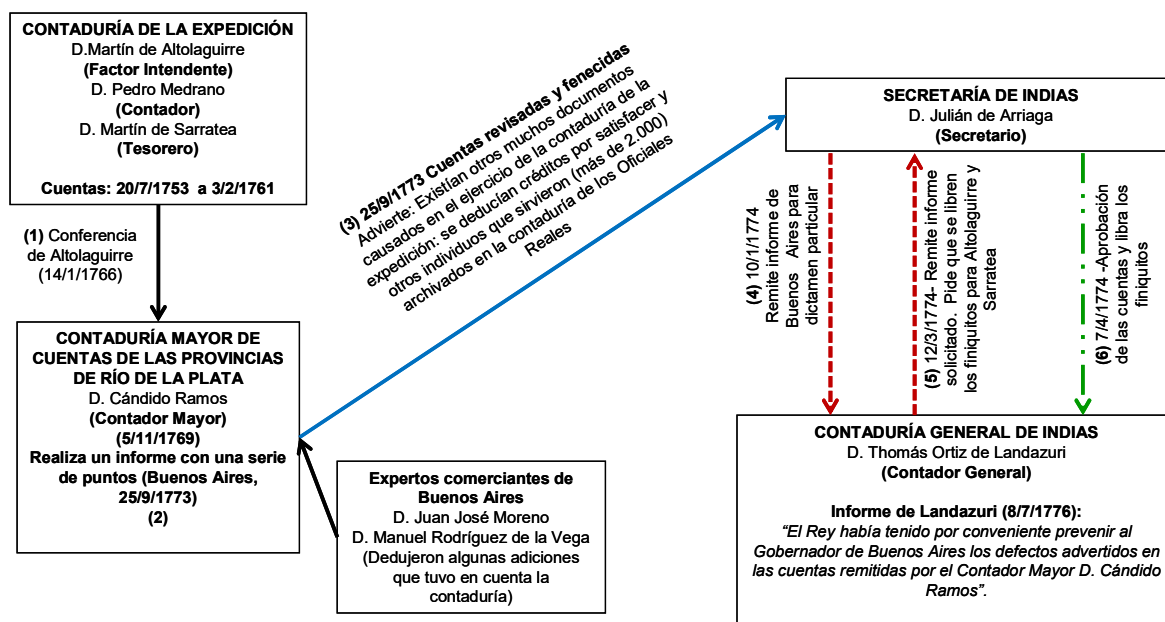 CONTADURÍA DE LA EXPEDICIÓN
D.Martín de Altolaguirre
(Factor Intendente)
D. Pedro Medrano
(Contador)
D. Martín de Sarratea
(Tesorero)
Cuentas: 20/7/1753 a 3/2/1761
(1) Conferencia
de Altolaguirre
(14/1/1766)
CONTADURÍA MAYOR DE
CUENTAS DE LAS PROVINCIAS
DE RÍO DE LA PLATA
D. Cándido Ramos
(Contador Mayor)
(5/11/1769)
Realiza un informe con una serie
de puntos (Buenos Aires,
25/9/1773)
(2)
Expertos comerciantes de
Buenos Aires
D. Juan José Moreno
D. Manuel Rodríguez de la Vega
(Dedujeron algunas adiciones
que tuvo en cuenta la
contaduría)
(3) 25/9/1773 Cuentas revisadas y fenecidas
Advierte: Existían otros muchos documentos
causados en el ejercicio de la contaduría de la
expedición: se deducían créditos por satisfacer y
otros individuos que sirvieron (más de 2.000)
archivados en la contaduría de los Oficiales
Reales
SECRETARÍA DE INDIAS
D. Julián de Arriaga
(Secretario)
(4) 10/1/1774
Remite informe de
Buenos Aires para
dictamen particular
(5) 12/3/1774- Remite informe
solicitado. Pide que se libren
los finiquitos para Altolaguirre y
Sarratea
(6) 7/4/1774 -Aprobación
de las cuentas y libra los
finiquitos
CONTADURÍA GENERAL DE INDIAS
D. Thomás Ortiz de Landazuri
(Contador General)
Informe de Landazuri (8/7/1776):
“El Rey había tenido por conveniente prevenir al
Gobernador de Buenos Aires los defectos advertidos en
las cuentas remitidas por el Contador Mayor D. Cándido
Ramos”.